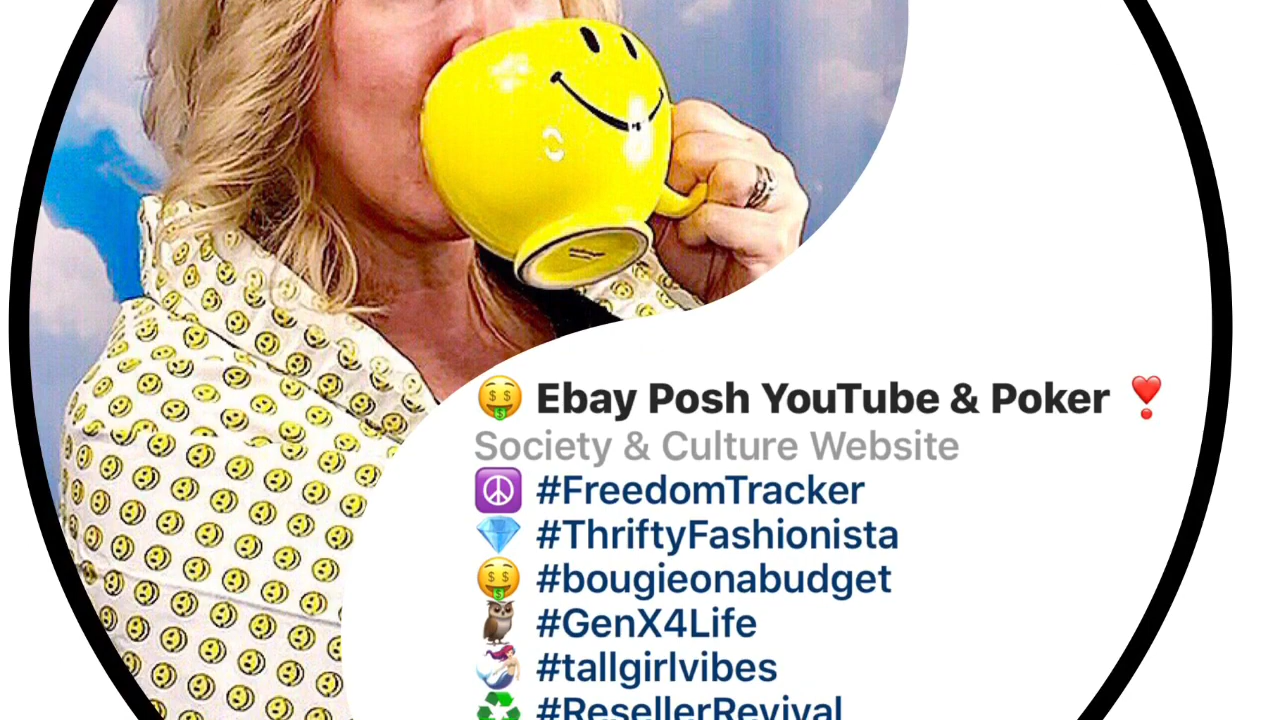 🤑 Ebay Posh YouTube & Poker ❣️
Society & Culture Website
☮️ #FreedomTracker
💎 #ThriftyFashionista
🤑 #bougieonabudget
🦉 #GenX4Life
🧜🏻‍♀️ #tallgirlvibes
♻️ #ResellerRevival